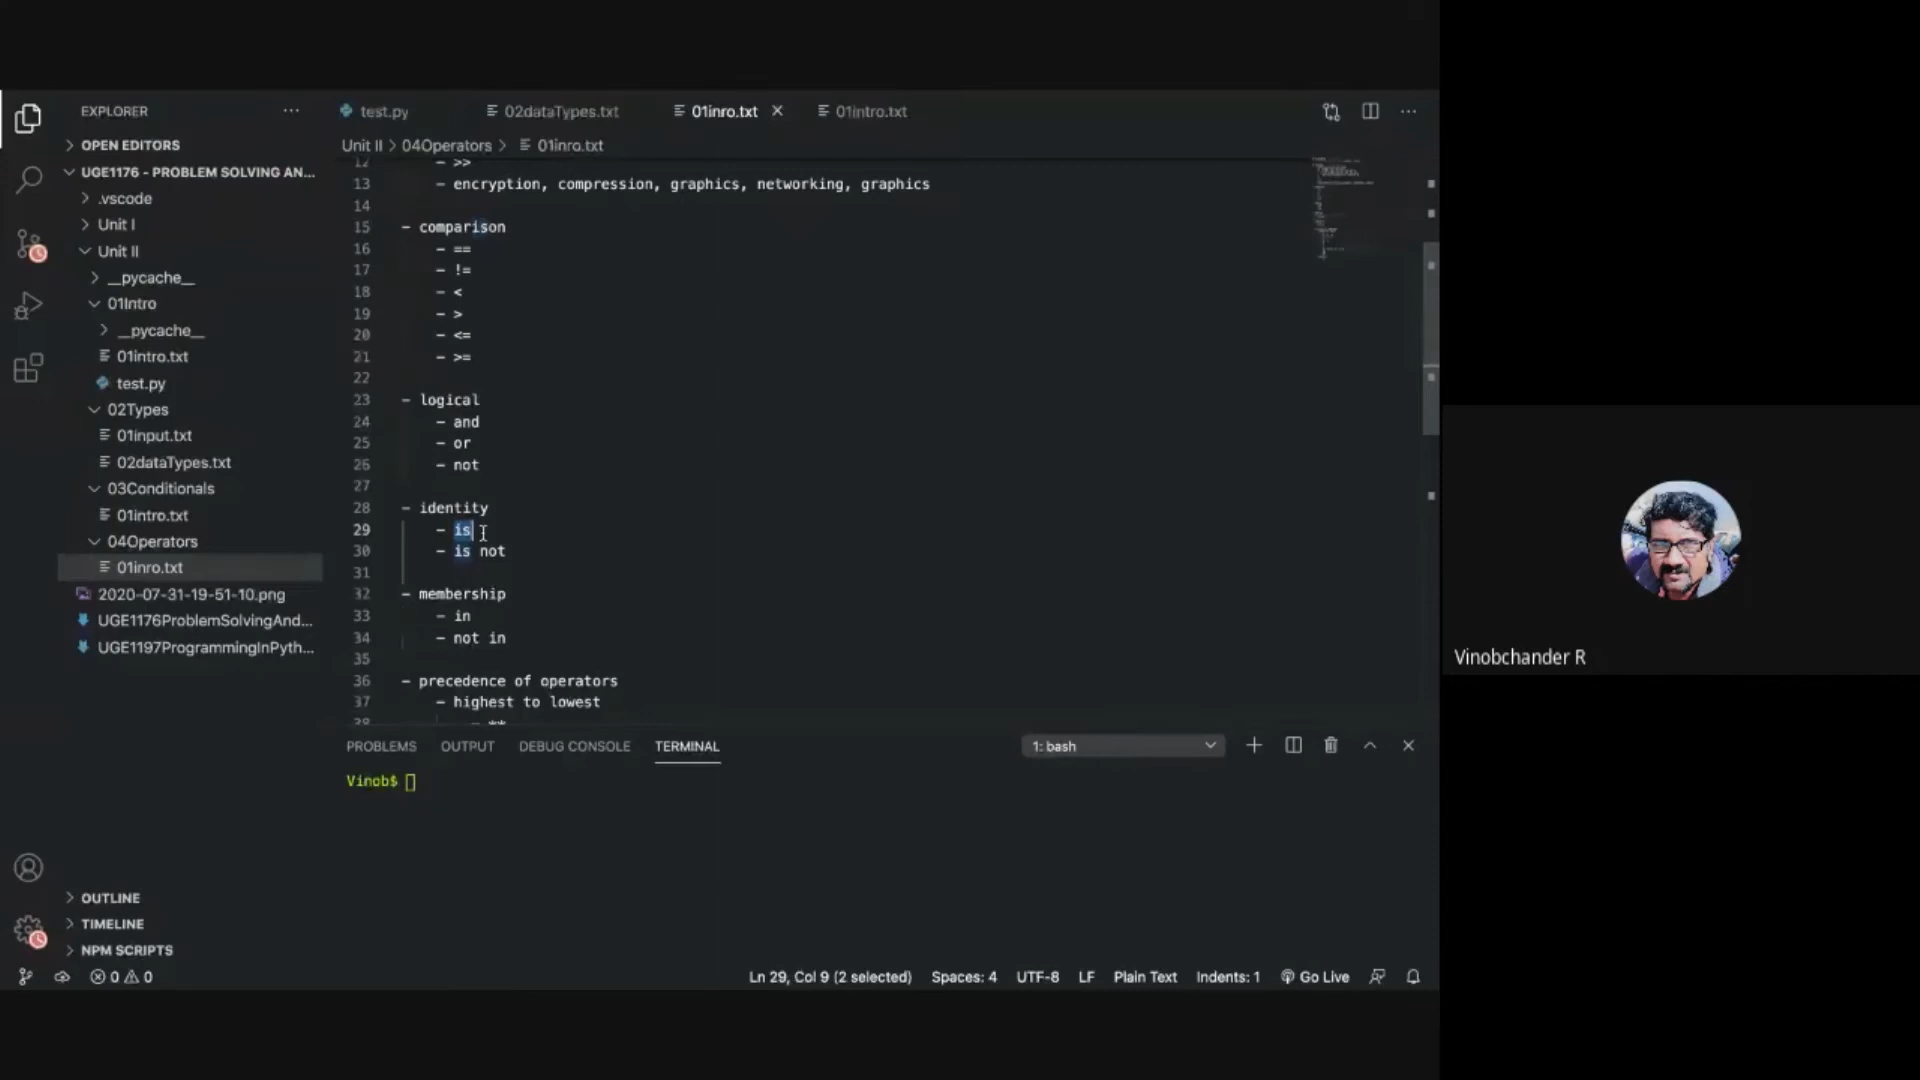 EXPLORER
OPEN EDITORS
UGE1176 - PROBLEM SOLVING AN...
.vscode
Unit I
Unit II
__pycache__
01Intro
__pycache__
01intro.txt
test.py
02Types
01input.txt
02dataTypes.txt
03Conditionals
01intro.txt
04Operators
01inro.txt
2020-07-31-19-51-10.png
UGE1176ProblemSolvingAnd...
UGE1197ProgrammingInPyth...
OUTLINE
TIMELINE
NPM SCRIPTS
test.py 02dataTypes.txt 01inro.txt 01intro.txt
Unit II > 04Operators > 01inro.txt
12 - >>
13 - encryption, compression, graphics, networking, graphics
14
15 - comparison
16 - ==
17 - !=
18 - <
19 - >
20 - <=
21 - >=
22
23 - logical
24 - and
25 - or
26 - not
27
28 - identity
29 - is
30 - is not
31
32 - membership
33 - in
34 - not in
35
36 - precedence of operators
37 - highest to lowest
38 - **
PROBLEMS OUTPUT DEBUG CONSOLE TERMINAL 1: bash
Vinob$
0 0 Ln 29, Col 9 (2 selected) Spaces: 4 UTF-8 LF Plain Text Indents: 1 Go Live
Vinobchander R